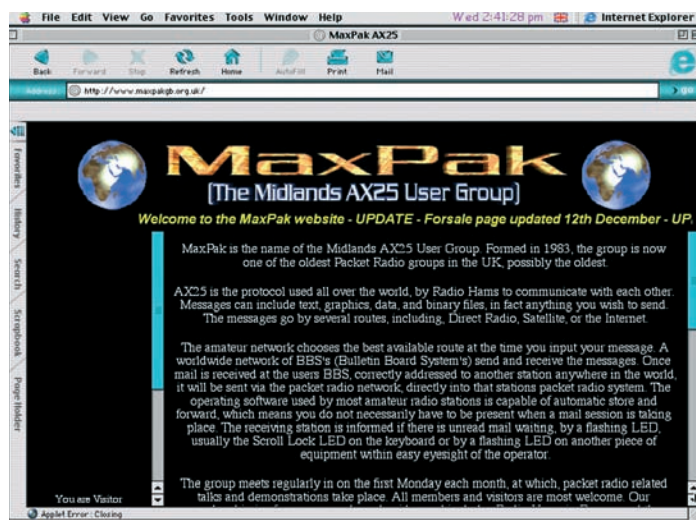 File Edit View Go Favorites Tools Window Help Wed 2:41:28 pm Internet Explorer
MaxPak AX25
Back Forward Stop Refresh Home AutoFill Print Mail
Address http://www.maxpakgb.org.uk/ go
Favorites
History
Search
Scrapbook
Page Holder
MaxPak
(The Midlands AX25 User Group)
Welcome to the MaxPak website - UPDATE - Forsale page updated 12th December - UP.
MaxPak is the name of the Midlands AX25 User Group. Formed in 1983, the group is now
one of the oldest Packet Radio groups in the UK, possibly the oldest.
AX25 is the protocol used all over the world, by Radio Hams to communicate with each other.
Messages can include text, graphics, data, and binary files, in fact anything you wish to send.
The messages go by several routes, including, Direct Radio, Satellite, or the Internet.
The amateur network chooses the best available route at the time you input your message. A
worldwide network of BBS's (Bulletin Board System's) send and receive the messages. Once
mail is received at the users BBS, correctly addressed to another station anywhere in the world,
it will be sent via the packet radio network, directly into that stations packet radio system. The
operating software used by most amateur radio stations is capable of automatic store and
forward, which means you do not necessarily have to be present when a mail session is taking
place. The receiving station is informed if there is unread mail waiting, by a flashing LED,
usually the Scroll Lock LED on the keyboard or by a flashing LED on another piece of
equipment within easy eyesight of the operator.
The group meets regularly in on the first Monday each month, at which, packet radio related
talks and demonstrations take place. All members and visitors are most welcome. Our
You are Visitor
Applet Error: Closing